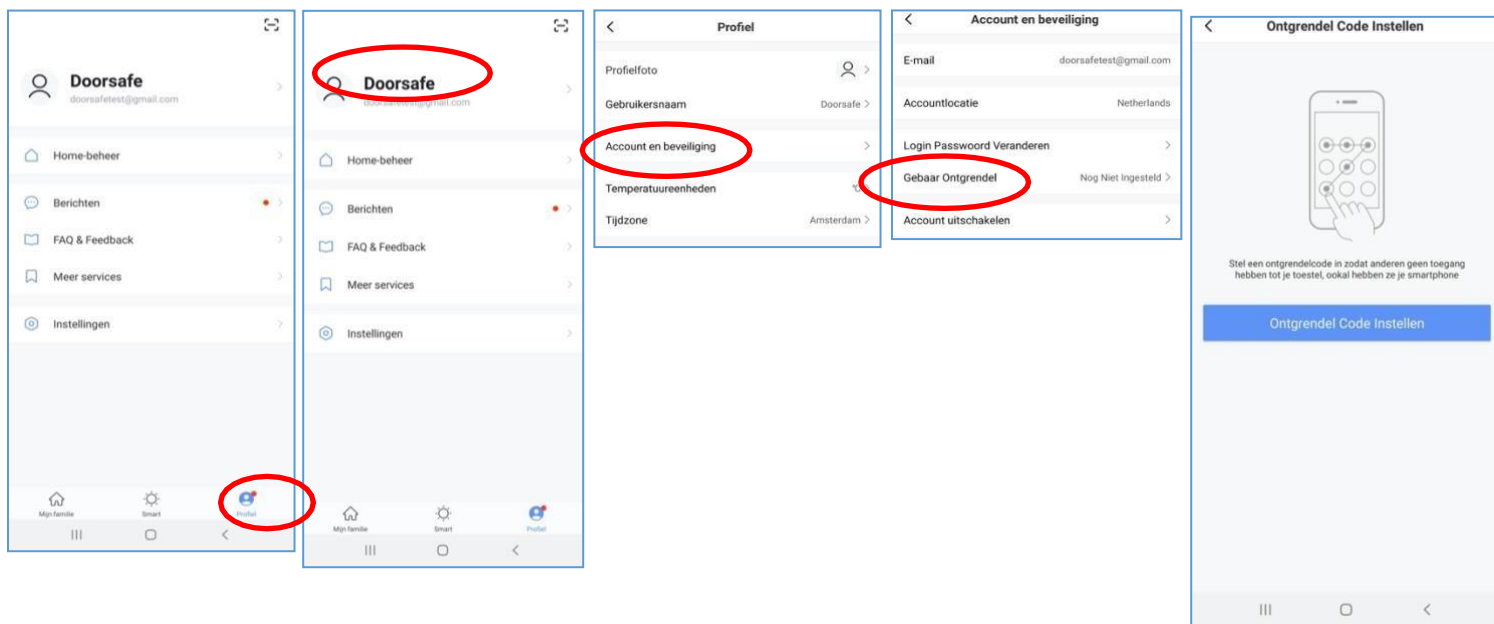 Doorsafe
doorsafetest@gmail.com
Home-beheer
Berichten
FAQ & Feedback
Meer services
Instellingen
Mijn familie
Smart
Profiel
Doorsafe
doorsafetest@gmail.com
Home-beheer
Berichten
FAQ & Feedback
Meer services
Instellingen
Mijn familie
Smart
Profiel
Profiel
Profielfoto
Gebruikersnaam Doorsafe
Account en beveiliging
Temperatuureenheden °C
Tijdzone Amsterdam
Account en beveiliging
E-mail doorsafetest@gmail.com
Accountlocatie Netherlands
Login Passwoord Veranderen
Gebaar Ontgrendel Nog Niet Ingesteld
Account uitschakelen
Ontgrendel Code Instellen
Stel een ontgrendelcode in zodat anderen geen toegang
hebben tot je toestel, ookal hebben ze je smartphone
Ontgrendel Code Instellen